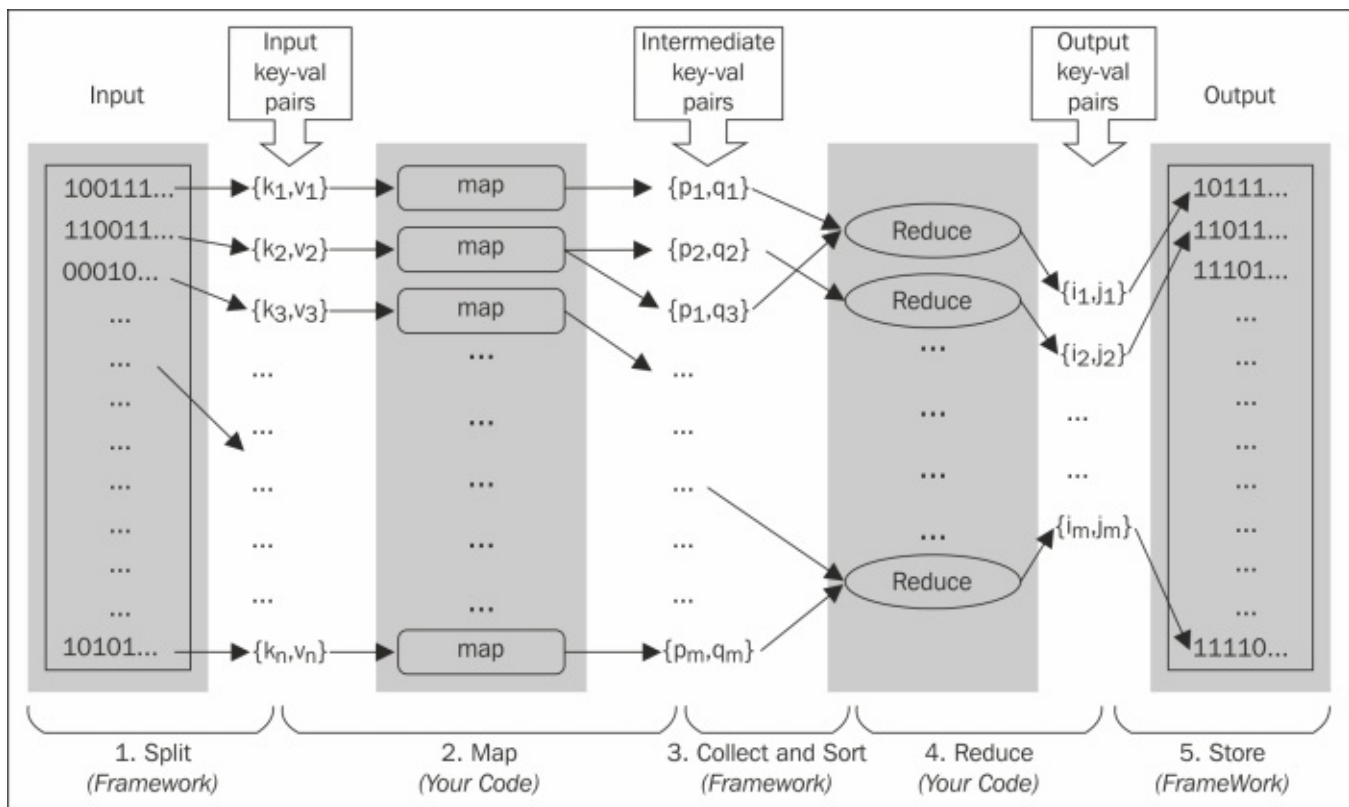 Input
Input
key-val
pairs
Intermediate
key-val
pairs
Output
key-val
pairs
Output
100111...
110011...
00010...
...
...
...
...
...
...
...
...
10101...
{k1,v1}
{k2,v2}
{k3,v3}
...
...
...
...
...
{kn,vn}
map
map
map
...
...
...
...
...
map
{p1,q1}
{p2,q2}
{p1,q3}
...
...
...
...
...
{pm,qm}
Reduce
Reduce
...
...
...
...
Reduce
{i1,j1}
{i2,j2}
...
...
{im,jm}
10111...
11011...
11101...
...
...
...
...
...
...
...
...
11110...
1. Split
(Framework)
2. Map
(Your Code)
3. Collect and Sort
(Framework)
4. Reduce
(Your Code)
5. Store
(FrameWork)